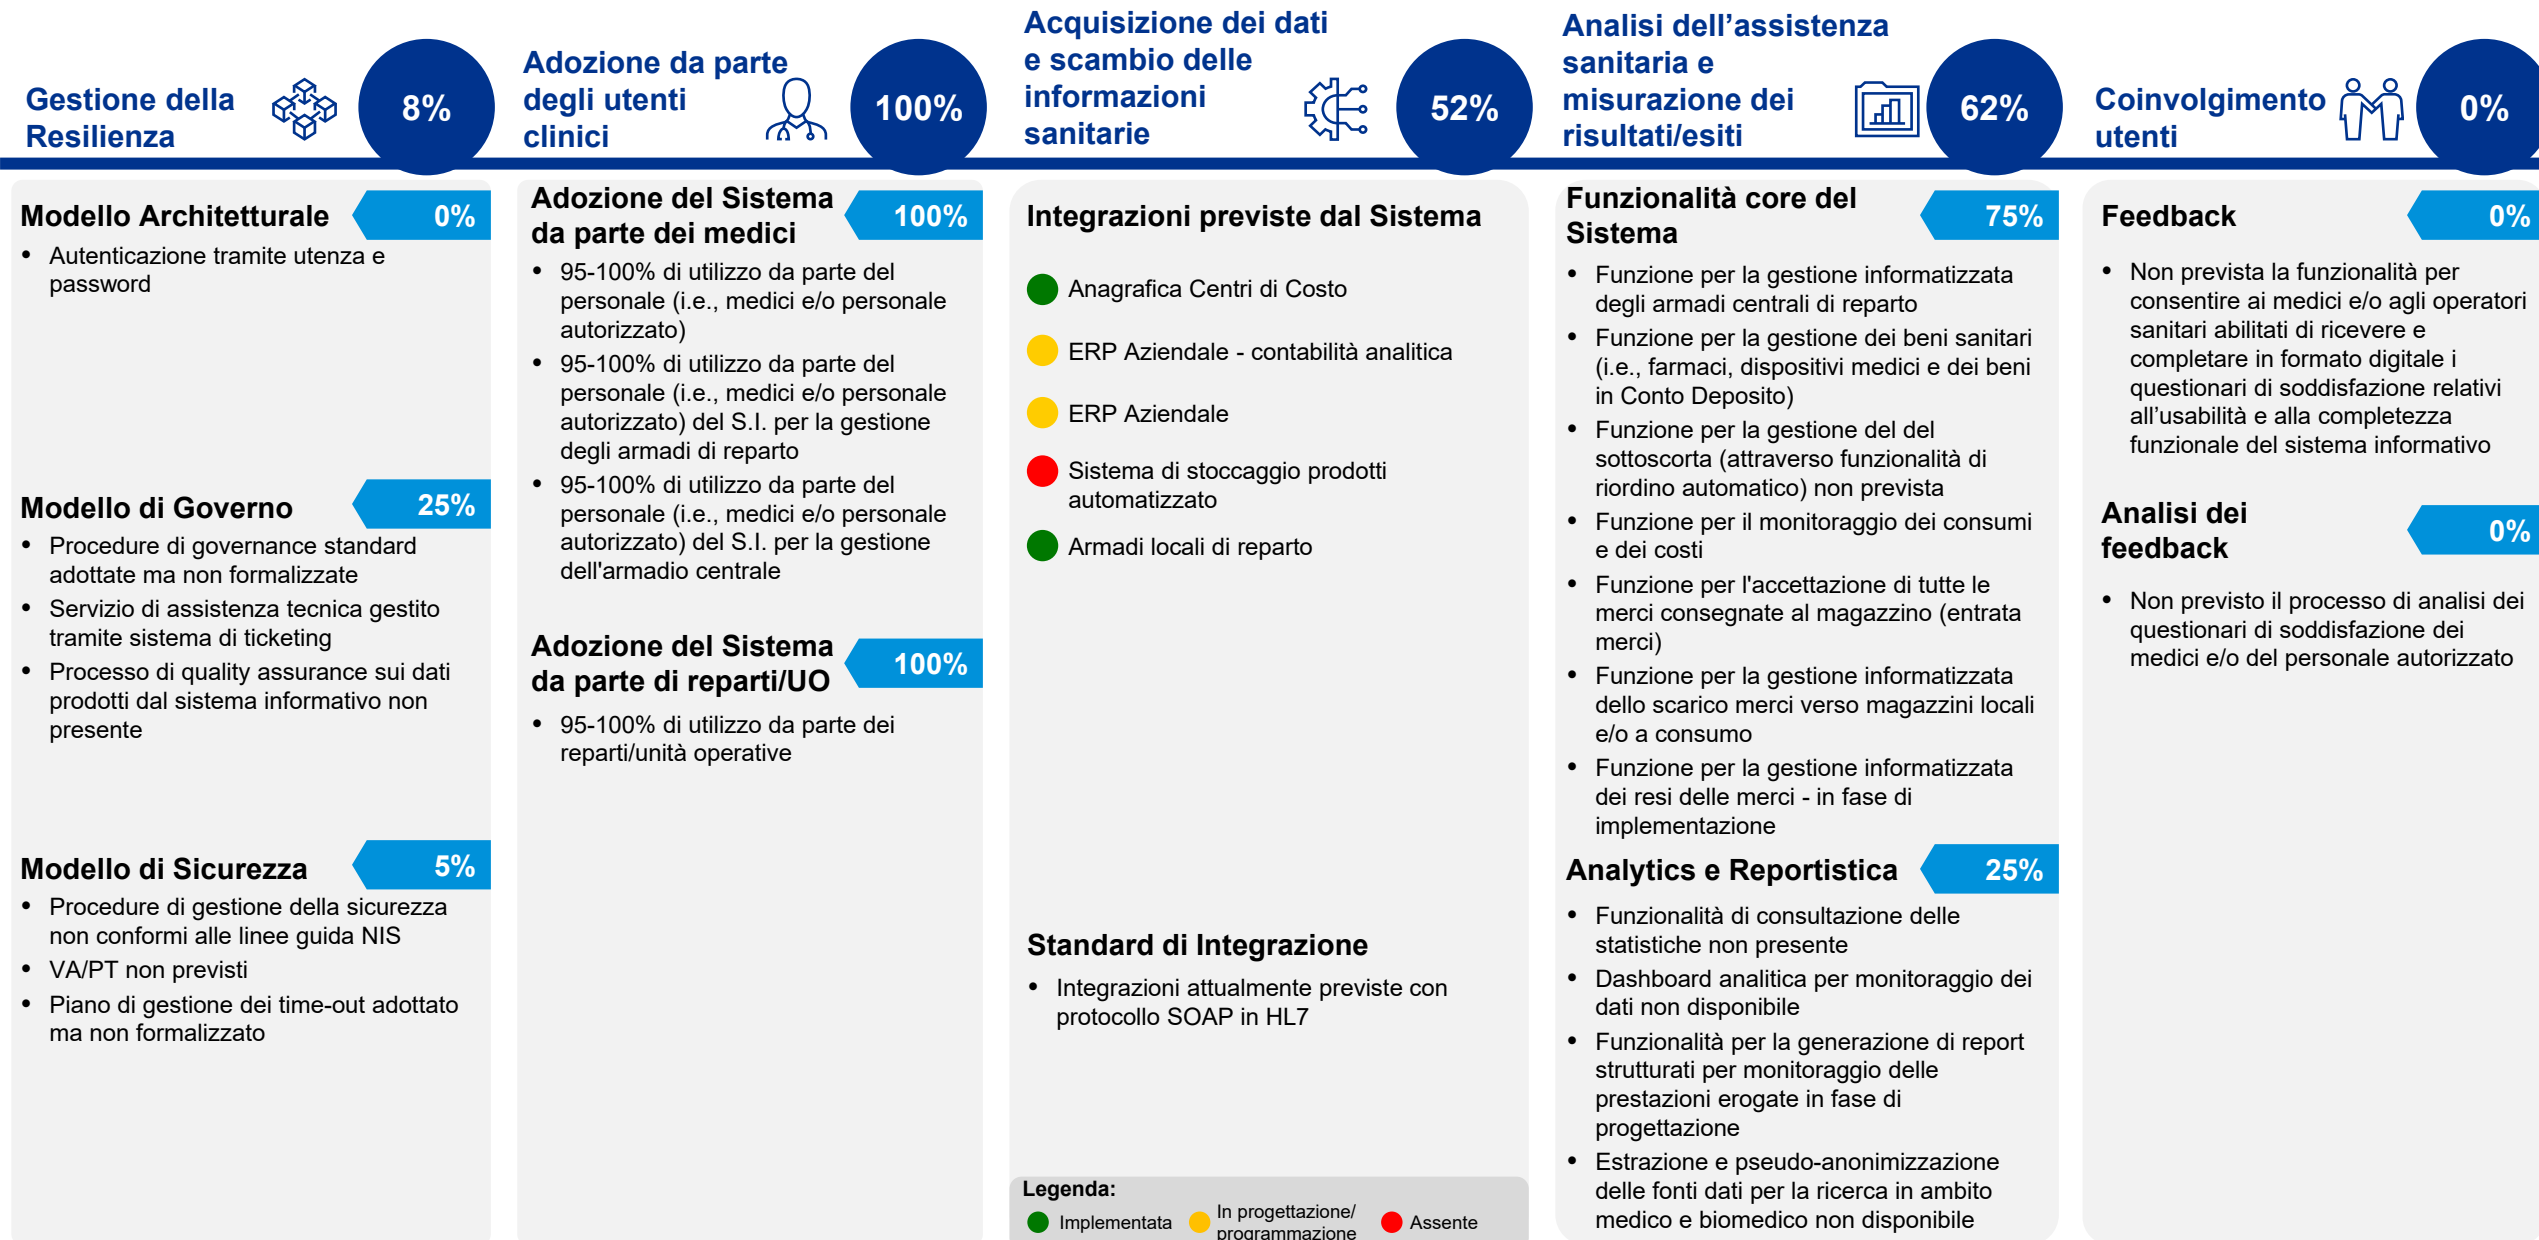 Gestione della
Resilienza
8%
Adozione da parte
degli utenti
clinici
100%
Acquisizione dei dati
e scambio delle
informazioni
sanitarie
52%
Analisi dell’assistenza
sanitaria e
misurazione dei
risultati/esiti
62%
Coinvolgimento
utenti
0%
Modello Architetturale
0%
• Autenticazione tramite utenza e
password
Modello di Governo
25%
• Procedure di governance standard
adottate ma non formalizzate
• Servizio di assistenza tecnica gestito
tramite sistema di ticketing
• Processo di quality assurance sui dati
prodotti dal sistema informativo non
presente
Modello di Sicurezza
5%
• Procedure di gestione della sicurezza
non conformi alle linee guida NIS
• VA/PT non previsti
• Piano di gestione dei time-out adottato
ma non formalizzato
Adozione del Sistema
da parte dei medici
100%
• 95-100% di utilizzo da parte del
personale (i.e., medici e/o personale
autorizzato)
• 95-100% di utilizzo da parte del
personale (i.e., medici e/o personale
autorizzato) del S.I. per la gestione
degli armadi di reparto
• 95-100% di utilizzo da parte del
personale (i.e., medici e/o personale
autorizzato) del S.I. per la gestione
dell'armadio centrale
Adozione del Sistema
da parte di reparti/UO
100%
• 95-100% di utilizzo da parte dei
reparti/unità operative
Integrazioni previste dal Sistema
Anagrafica Centri di Costo
ERP Aziendale - contabilità analitica
ERP Aziendale
Sistema di stoccaggio prodotti
automatizzato
Armadi locali di reparto
Standard di Integrazione
• Integrazioni attualmente previste con
protocollo SOAP in HL7
Legenda:
Implementata
In progettazione/
programmazione
Assente
Funzionalità core del
Sistema
75%
• Funzione per la gestione informatizzata
degli armadi centrali di reparto
• Funzione per la gestione dei beni sanitari
(i.e., farmaci, dispositivi medici e dei beni
in Conto Deposito)
• Funzione per la gestione del del
sottoscorta (attraverso funzionalità di
riordino automatico) non prevista
• Funzione per il monitoraggio dei consumi
e dei costi
• Funzione per l'accettazione di tutte le
merci consegnate al magazzino (entrata
merci)
• Funzione per la gestione informatizzata
dello scarico merci verso magazzini locali
e/o a consumo
• Funzione per la gestione informatizzata
dei resi delle merci - in fase di
implementazione
Analytics e Reportistica
25%
• Funzionalità di consultazione delle
statistiche non presente
• Dashboard analitica per monitoraggio dei
dati non disponibile
• Funzionalità per la generazione di report
strutturati per monitoraggio delle
prestazioni erogate in fase di
progettazione
• Estrazione e pseudo-anonimizzazione
delle fonti dati per la ricerca in ambito
medico e biomedico non disponibile
Feedback
0%
• Non prevista la funzionalità per
consentire ai medici e/o agli operatori
sanitari abilitati di ricevere e
completare in formato digitale i
questionari di soddisfazione relativi
all’usabilità e alla completezza
funzionale del sistema informativo
Analisi dei
feedback
0%
• Non previsto il processo di analisi dei
questionari di soddisfazione dei
medici e/o del personale autorizzato